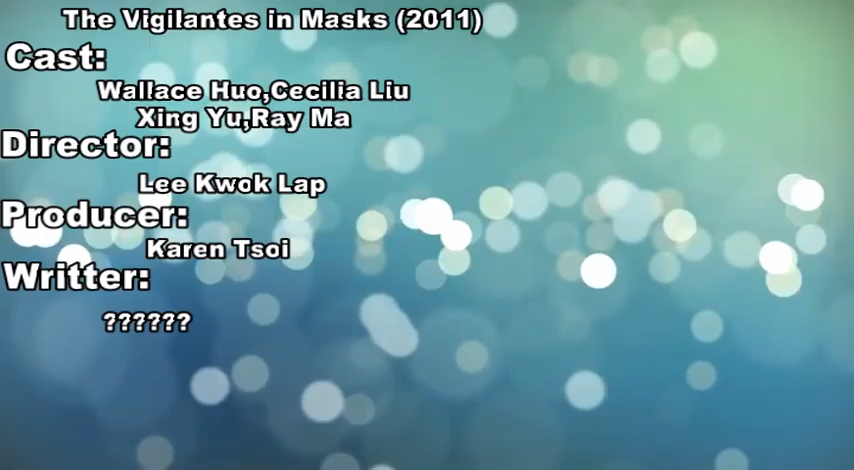 The Vigilantes in Masks (2011)
Cast:
Wallace Huo,Cecilia Liu
Xing Yu,Ray Ma
Director:
Lee Kwok Lap
Producer:
Karen Tsoi
Writter:
??????